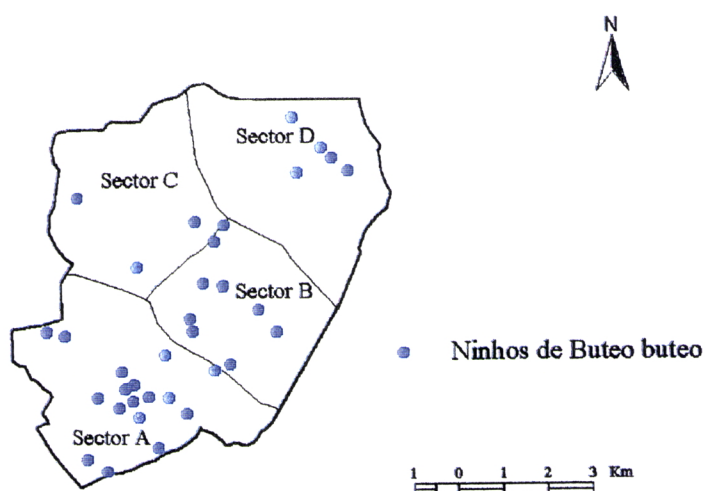 N
Sector D
Sector C
Sector B
Ninhos de Buteo buteo
Sector A
1 0 1 2 3 Km